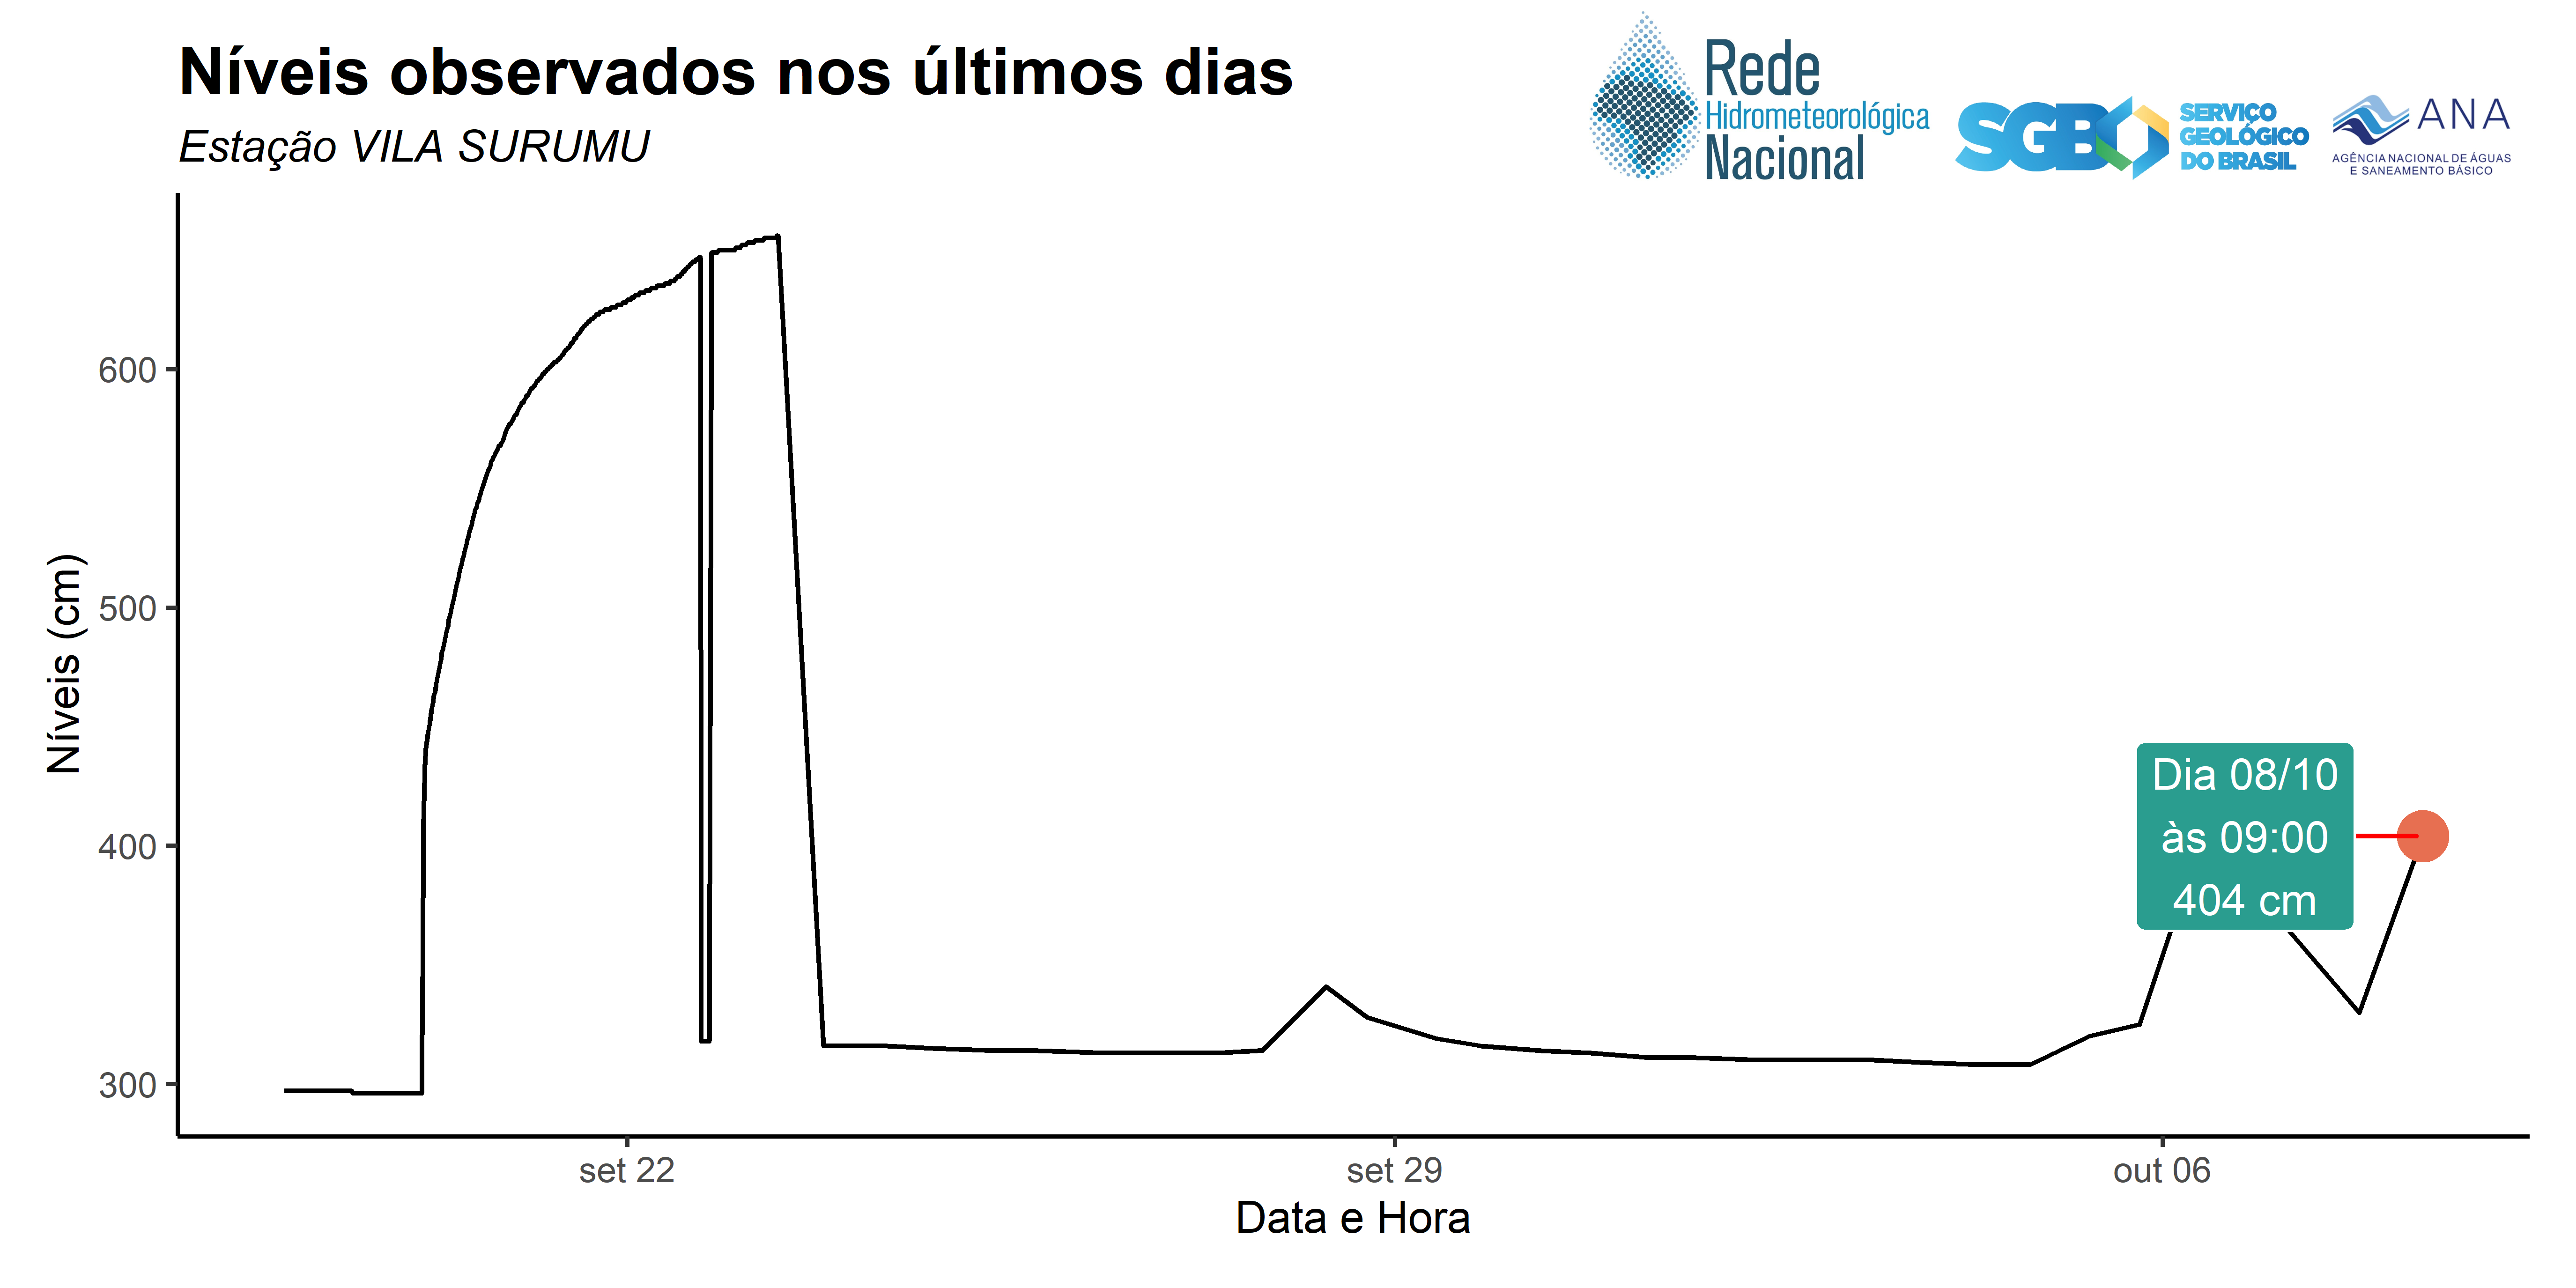 Níveis observados nos últimos dias
Estação VILA SURUMU
Rede
Hidrometeorológica
Nacional
SGB
SERVIÇO
GEOLÓGICO
DO BRASIL
ANA
AGÊNCIA NACIONAL DE ÁGUAS
E SANEAMENTO BÁSICO
Níveis (cm)
600
500
400
300
Dia 08/10
às 09:00
404 cm
set 22
set 29
out 06
Data e Hora